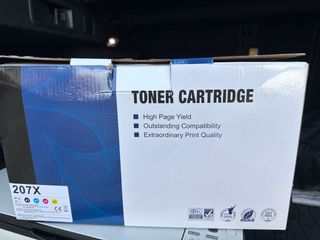 TONER CARTRIDGE
High Page Yield
Outstanding Compatibility
Extraordinary Print Quality
207X